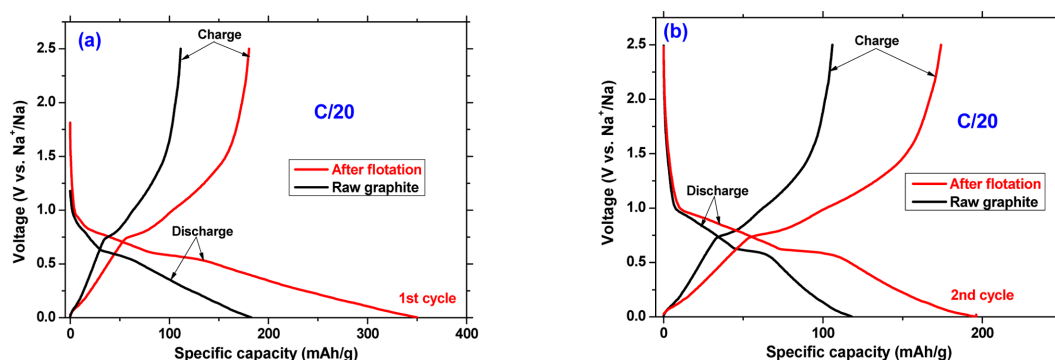 (a)
Charge
C/20
After flotation
Raw graphite
Discharge
1st cycle
Voltage (V vs. Na⁺/Na)
2.5
2.0
1.5
1.0
0.5
0.0
0
100
200
300
400
Specific capacity (mAh/g)
(b)
Charge
C/20
After flotation
Raw graphite
Discharge
2nd cycle
Voltage (V vs. Na⁺/Na)
2.5
2.0
1.5
1.0
0.5
0.0
0
100
200
Specific capacity (mAh/g)